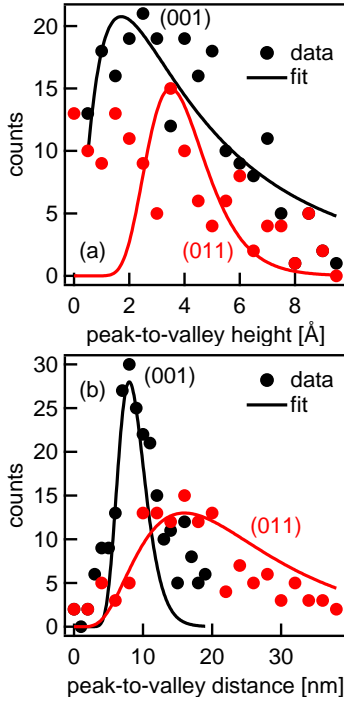 20
15
10
5
0
counts
(001)
data
fit
(a)
(011)
0
2
4
6
8
peak-to-valley height [Å]
30
25
20
15
10
5
0
counts
(b)
(001)
data
fit
(011)
0
10
20
30
peak-to-valley distance [nm]